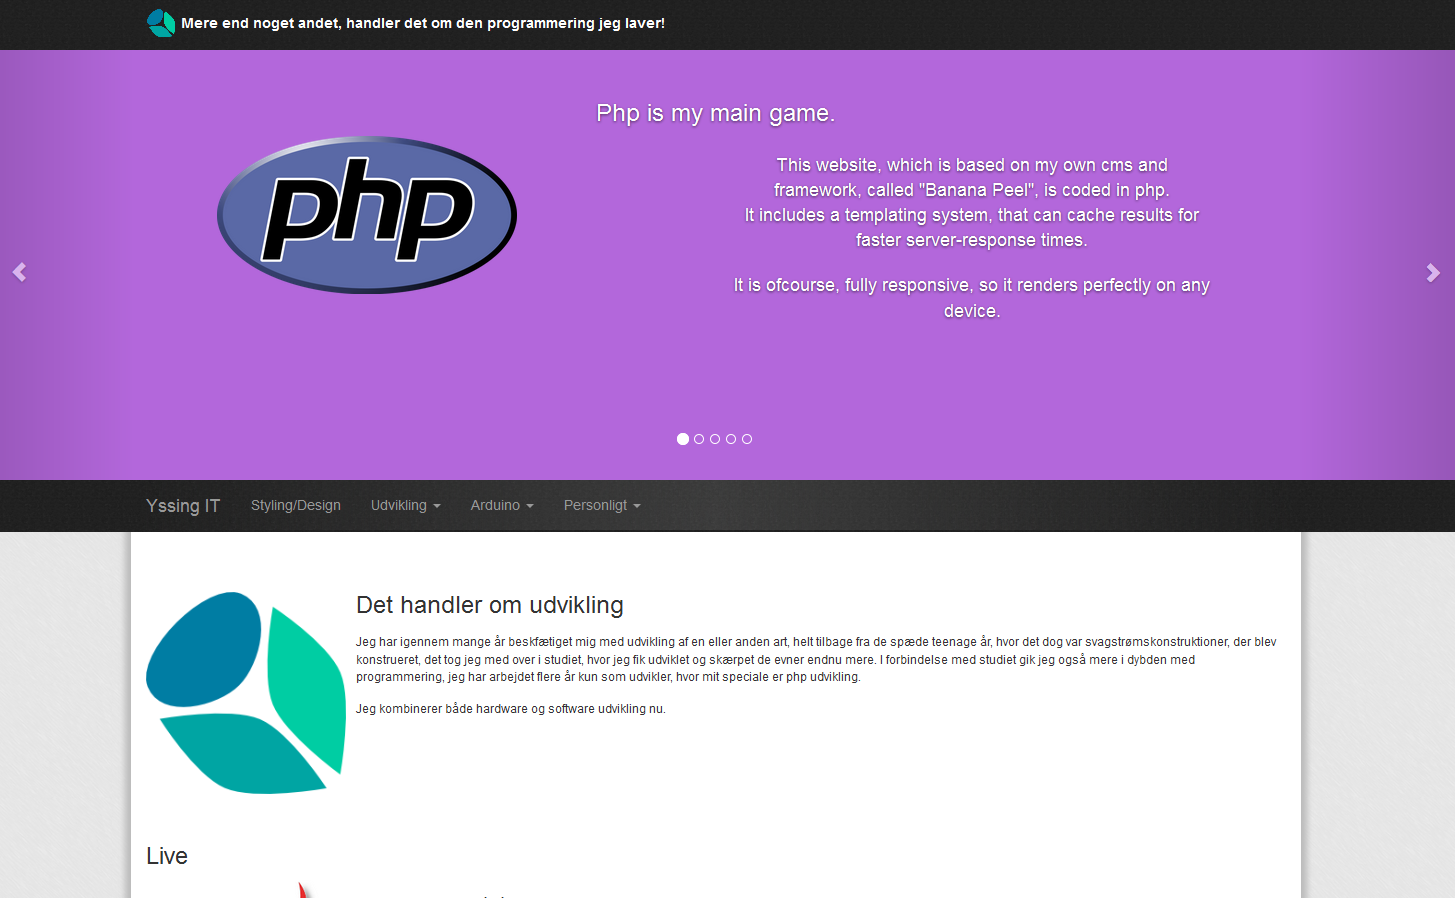 Mere end noget andet, handler det om den programmering jeg laver!
Php is my main game.
php
This website, which is based on my own cms and
framework, called "Banana Peel", is coded in php.
It includes a templating system, that can cache results for
faster server-response times.
It is ofcourse, fully responsive, so it renders perfectly on any
device.
Yssing IT Styling/Design Udvikling Arduino Personligt
Det handler om udvikling
Jeg har igennem mange år beskfætiget mig med udvikling af en eller anden art, helt tilbage fra de spæde teenage år, hvor det dog var svagstrømskonstruktioner, der blev
konstrueret, det tog jeg med over i studiet, hvor jeg fik udviklet og skærpet de evner endnu mere. I forbindelse med studiet gik jeg også mere i dybden med
programmering, jeg har arbejdet flere år kun som udvikler, hvor mit speciale er php udvikling.
Jeg kombinerer både hardware og software udvikling nu.
Live